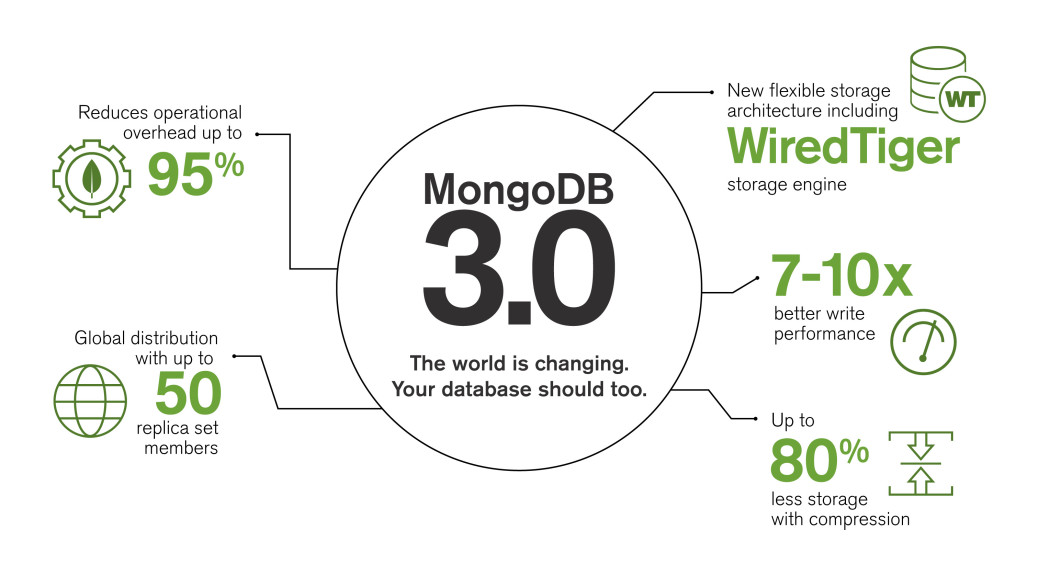 MongoDB
3.0
The world is changing.
Your database should too.
Reduces operational
overhead up to
95%
Global distribution
with up to
50
replica set
members
New flexible storage
architecture including
WT
WiredTiger
storage engine
7-10x
better write
performance
Up to
80%
less storage
with compression